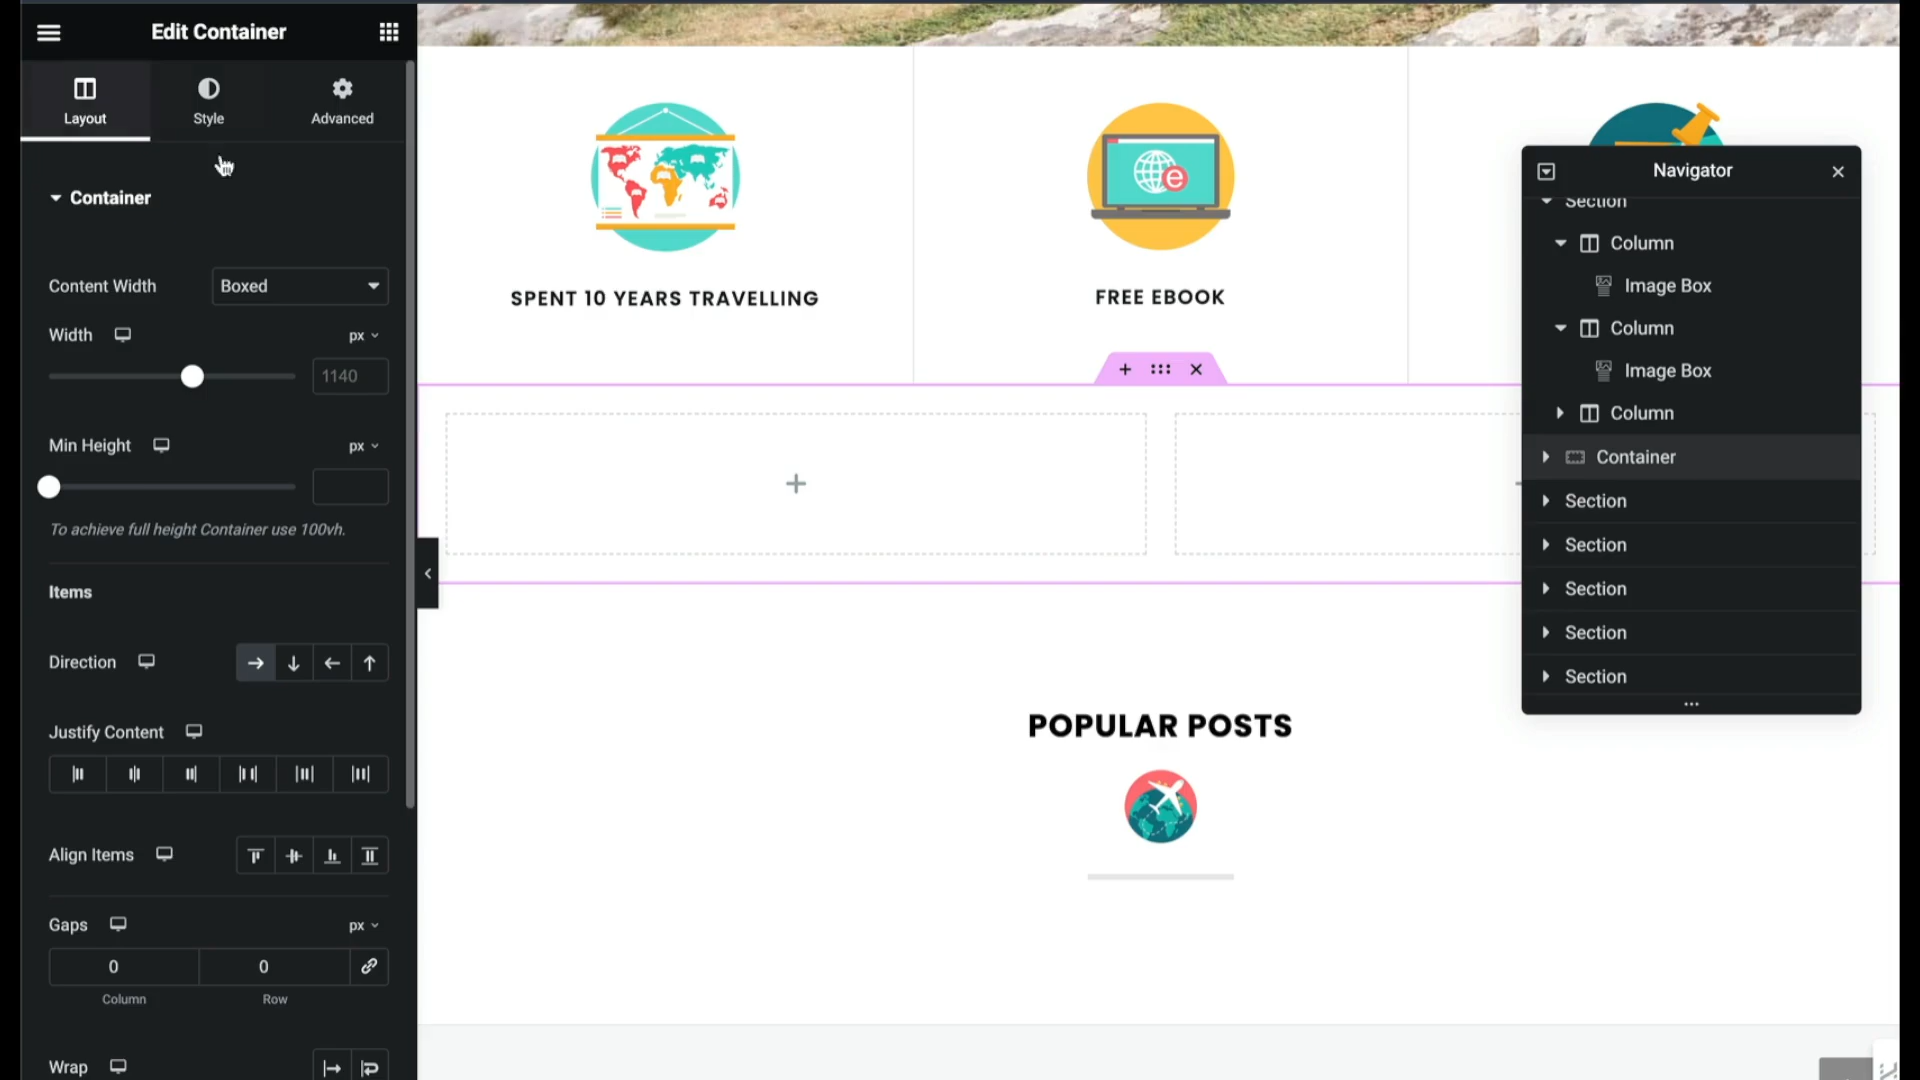 Edit Container
Layout
Style
Advanced
Container
Content Width
Boxed
Width
px
1140
Min Height
px
To achieve full height Container use 100vh.
Items
Direction
Justify Content
Align Items
Gaps
px
0
0
Column
Row
Wrap
e
SPENT 10 YEARS TRAVELLING
FREE EBOOK
POPULAR POSTS
Navigator
Section
Column
Image Box
Column
Image Box
Column
Container
Section
Section
Section
Section
Section